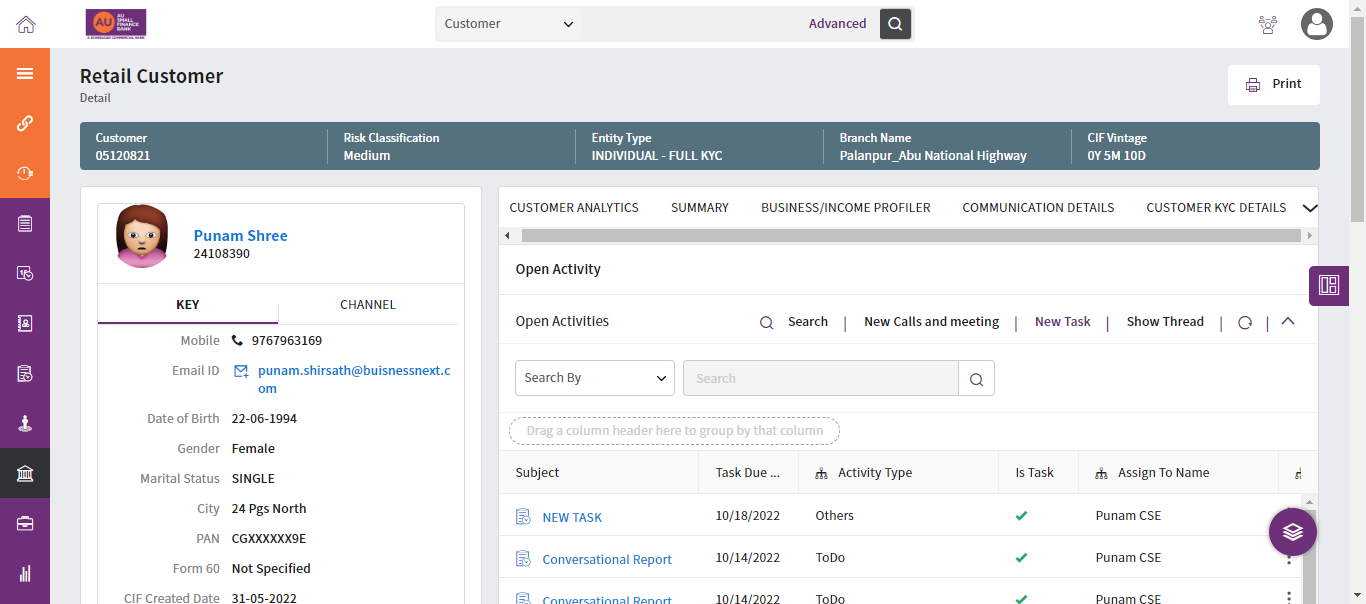 AU
AU
SMALL
FINANCE
BANK
A SCHEDULED COMMERCIAL BANK
Customer
Advanced
Retail Customer
Detail
Print
Customer
05120821
Risk Classification
Medium
Entity Type
INDIVIDUAL - FULL KYC
Branch Name
Palanpur_Abu National Highway
CIF Vintage
0Y 5M 10D
Punam Shree
24108390
KEY
CHANNEL
Mobile 9767963169
Email ID punam.shirsath@buisnessnext.c
om
Date of Birth 22-06-1994
Gender Female
Marital Status SINGLE
City 24 Pgs North
PAN CGXXXXXX9E
Form 60 Not Specified
CIF Created Date 31-05-2022
CUSTOMER ANALYTICS SUMMARY BUSINESS/INCOME PROFILER COMMUNICATION DETAILS CUSTOMER KYC DETAILS
Open Activity
Open Activities Search | New Calls and meeting | New Task | Show Thread | |
Search By Search
Drag a column header here to group by that column
Subject Task Due ... Activity Type Is Task Assign To Name
NEW TASK 10/18/2022 Others Punam CSE
Conversational Report 10/14/2022 ToDo Punam CSE
Conversational Report 10/14/2022 ToDo Punam CSE